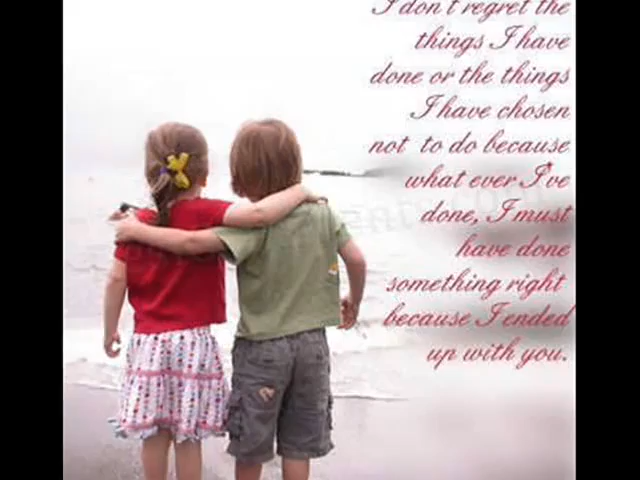 I don't regret the
things I have
done or the things
I have chosen
not to do because
what ever I've
done, I must
have done
something right
because I ended
up with you.